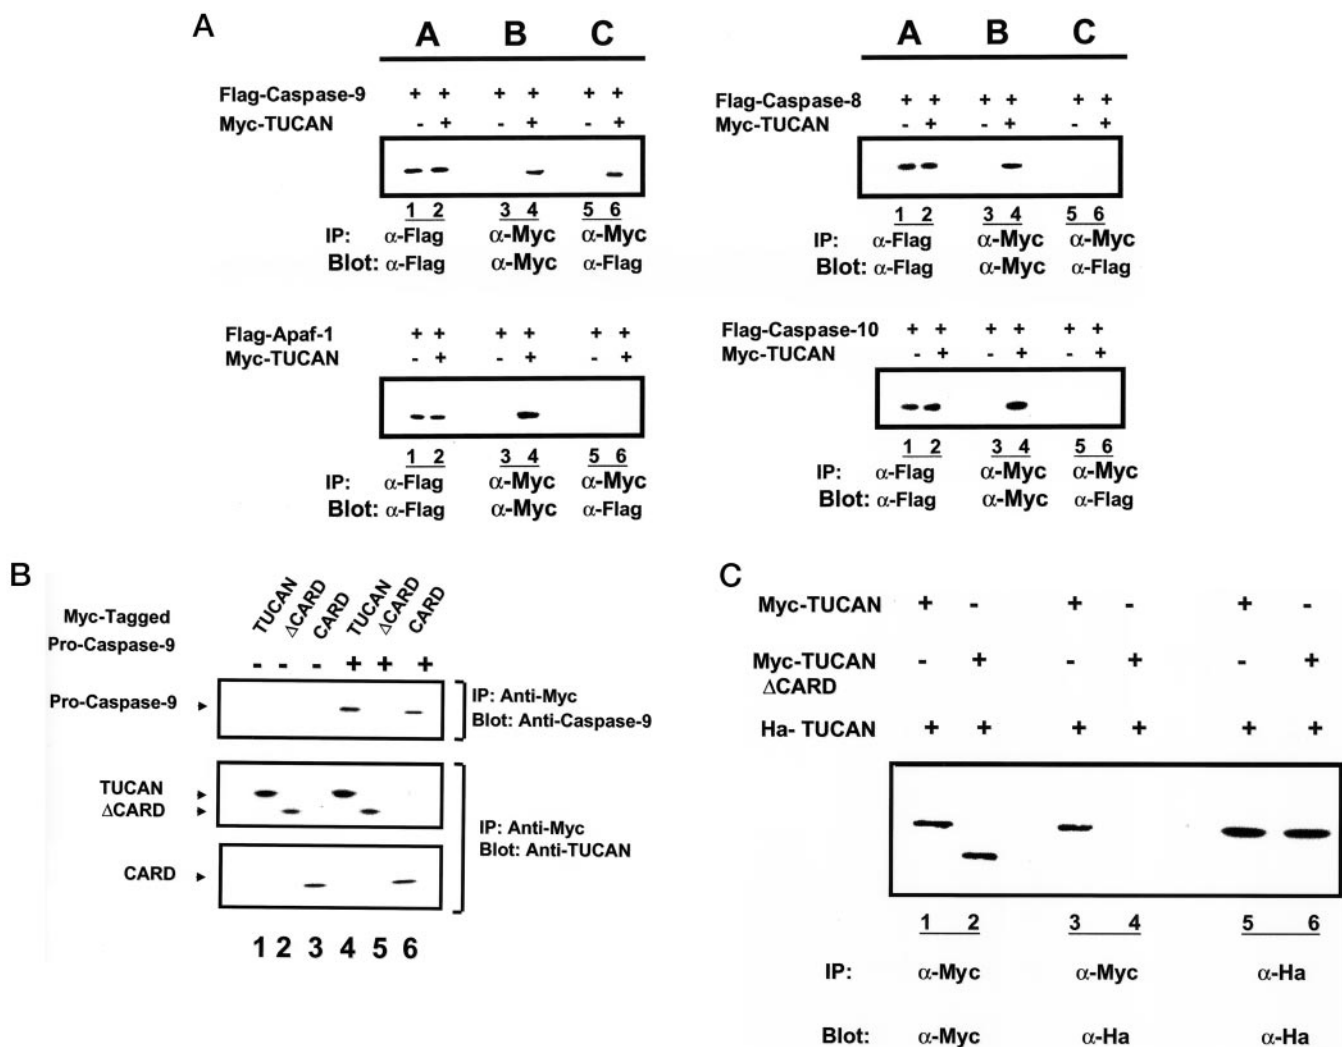 A
A B C
Flag-Caspase-9 + + + + + +
Myc-TUCAN - + - + - +
1 2 3 4 5 6
IP: α-Flag α-Myc α-Myc
Blot: α-Flag α-Myc α-Flag
A B C
Flag-Caspase-8 + + + + + +
Myc-TUCAN - + - + - +
1 2 3 4 5 6
IP: α-Flag α-Myc α-Myc
Blot: α-Flag α-Myc α-Flag
Flag-Apaf-1 + + + + + +
Myc-TUCAN - + - + - +
1 2 3 4 5 6
IP: α-Flag α-Myc α-Myc
Blot: α-Flag α-Myc α-Flag
Flag-Caspase-10 + + + + + +
Myc-TUCAN - + - + - +
1 2 3 4 5 6
IP: α-Flag α-Myc α-Myc
Blot: α-Flag α-Myc α-Flag
B
Myc-Tagged TUCAN ΔCARD CARD TUCAN ΔCARD CARD
Pro-Caspase-9 - - - + + +
Pro-Caspase-9
IP: Anti-Myc
Blot: Anti-Caspase-9
TUCAN
ΔCARD
IP: Anti-Myc
Blot: Anti-TUCAN
CARD
1 2 3 4 5 6
C
Myc-TUCAN + - + - + -
Myc-TUCAN - + - + - +
ΔCARD
Ha- TUCAN + + + + + +
1 2 3 4 5 6
IP: α-Myc α-Myc α-Ha
Blot: α-Myc α-Ha α-Ha